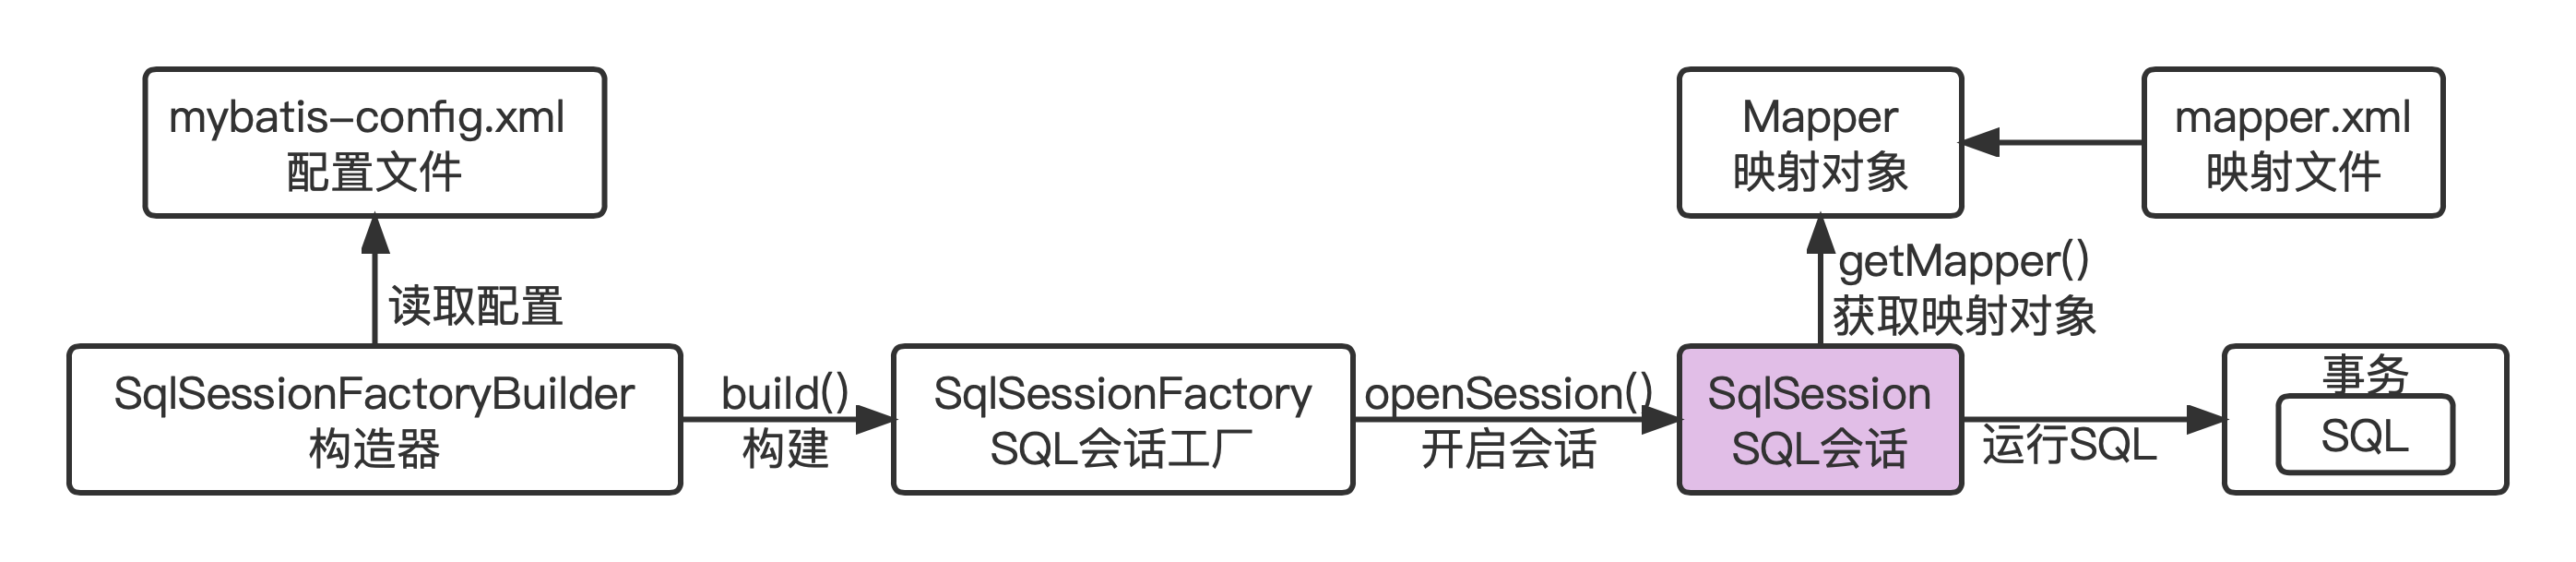 mybatis-config.xml
配置文件
Mapper
映射对象
mapper.xml
映射文件
读取配置
getMapper()
获取映射对象
SqlSessionFactoryBuilder
构造器
build()
构建
SqlSessionFactory
SQL会话工厂
openSession()
开启会话
SqlSession
SQL会话
运行SQL
事务
SQL